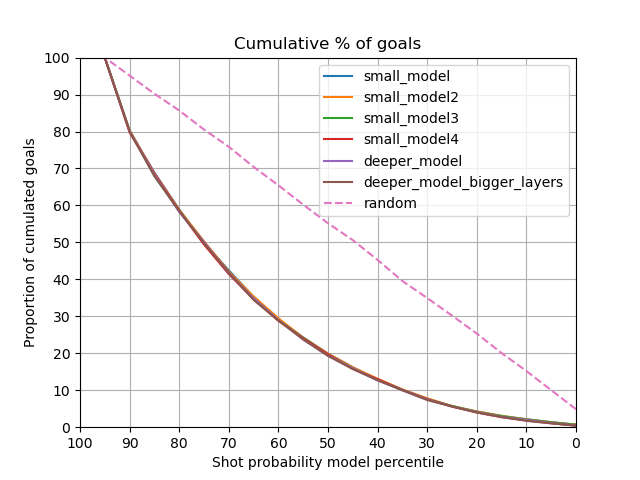 Cumulative % of goals
Proportion of cumulated goals
100
90
80
70
60
50
40
30
20
10
0
small_model
small_model2
small_model3
small_model4
deeper_model
deeper_model_bigger_layers
random
100 90 80 70 60 50 40 30 20 10 0
Shot probability model percentile